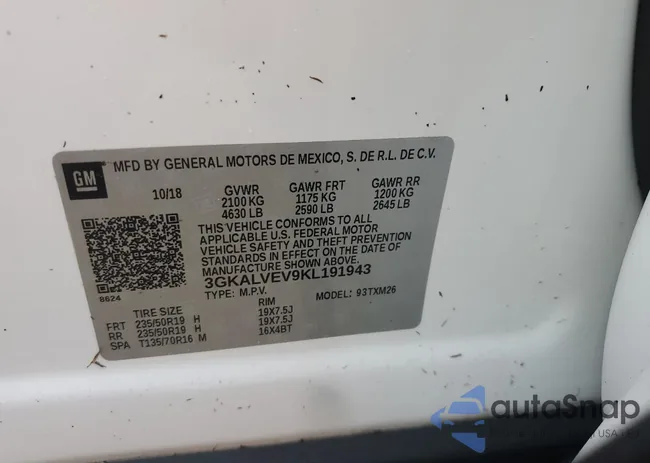 GM
MFD BY GENERAL MOTORS DE MEXICO, S. DE R.L. DE C.V.
10/18 GVWR GAWR FRT GAWR RR
2100 KG 1175 KG 1200 KG
4630 LB 2590 LB 2645 LB
THIS VEHICLE CONFORMS TO ALL
APPLICABLE U.S. FEDERAL MOTOR
VEHICLE SAFETY AND THEFT PREVENTION
STANDARDS IN EFFECT ON THE DATE OF
MANUFACTURE SHOWN ABOVE.
3GKALVEV9KL191943
8624
TYPE: M.P.V. MODEL: 93TXM26
TIRE SIZE RIM
FRT 235/50R19 H 19X7.5J
RR 235/50R19 H 19X7.5J
SPA T135/70R16 M 16X4BT
autoSnap
USA